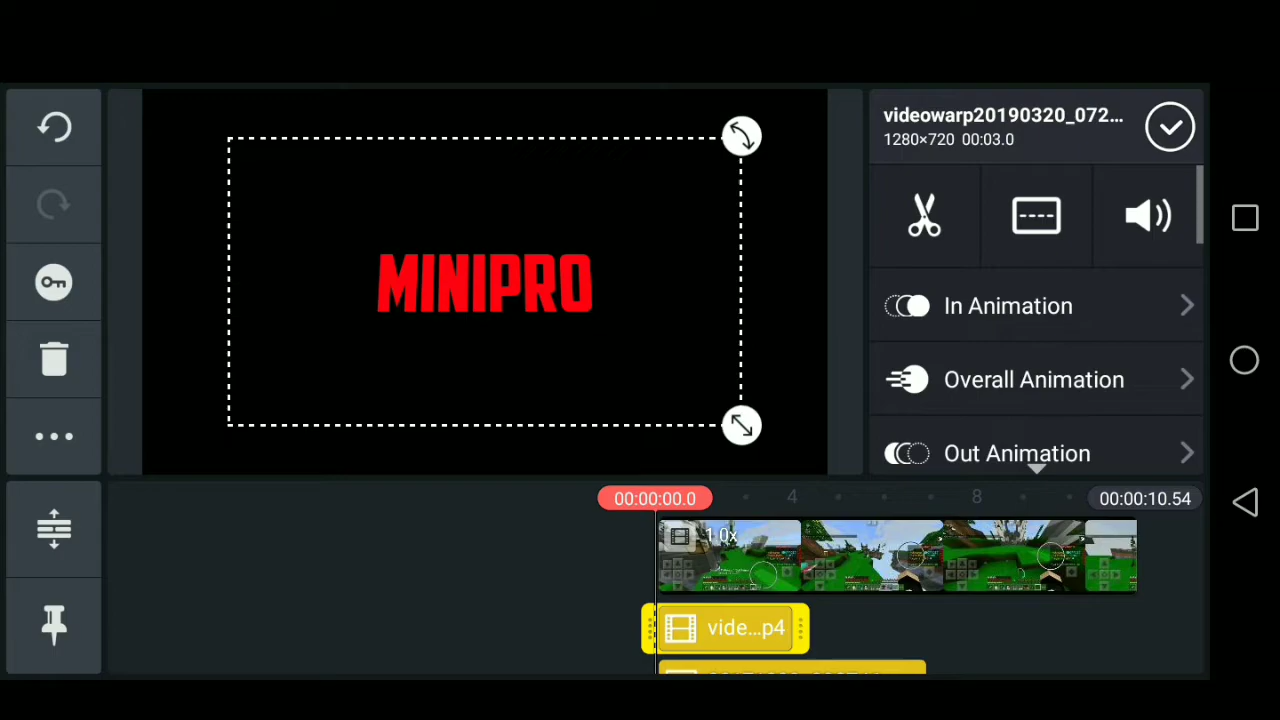 MINIPRO
videowarp20190320_072...
1280×720 00:03.0
In Animation
Overall Animation
Out Animation
00:00:00.0
4
8
00:00:10.54
1.0x
vide...p4